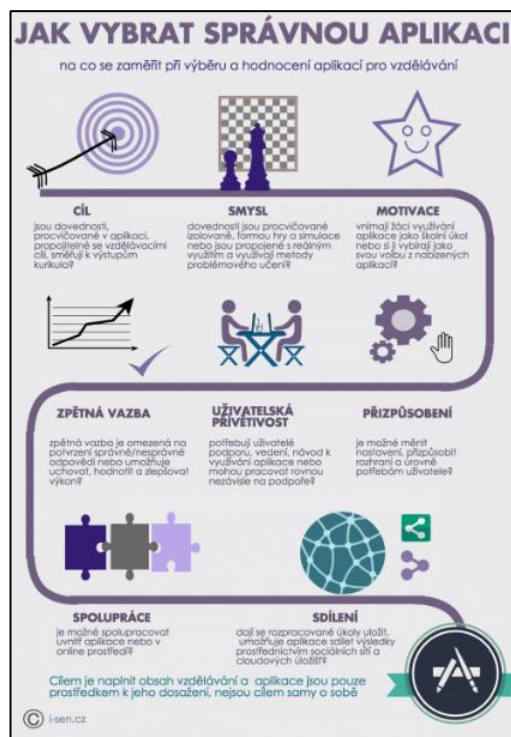 JAK VYBRAT SPRÁVNOU APLIKACI
na co se zaměřit při výběru a hodnocení aplikací pro vzdělávání
CÍL
jsou dovednosti,
procvičované v aplikaci,
propojitelné se vzdělávacími
cíli, směřují k výstupům
kurikula?
SMYSL
dovednosti jsou procvičované
izolovaně, formou hry a simulace
nebo jsou propojené s reálným
využitím a využívají metody
problémového učení?
MOTIVACE
vnímají žáci využívání
aplikace jako školní úkol
nebo si ji vybírají jako
svou volbu z nabízených
aplikací?
ZPĚTNÁ VAZBA
zpětná vazba je omezená na
potvrzení správné/nesprávné
odpovědi nebo umožňuje
uchovat, hodnotit a zlepšovat
výkon?
UŽIVATELSKÁ
PŘÍVĚTIVOST
potřebují uživatelé
podporu, vedení, návod k
využívání aplikace nebo
mohou pracovat rovnou
nezávisle na podpoře?
PŘIZPŮSOBENÍ
je možné měnit
nastavení, přizpůsobit
rozhraní a úrovně
potřebám uživatele?
SPOLUPRÁCE
je možné spolupracovat
uvnitř aplikace nebo v
online prostředí?
SDÍLENÍ
dají se rozpracované úkoly uložit,
umožňuje aplikace sdílet výsledky
prostřednictvím sociálních sítí a
cloudových úložišť?
Cílem je naplnit obsah vzdělávání a aplikace jsou pouze
prostředkem k jeho dosažení, nejsou cílem samy o sobě
© i-sen.cz